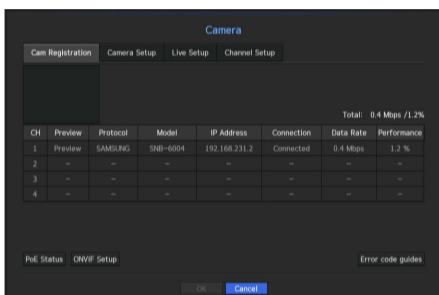 Camera
Cam Registration Camera Setup Live Setup Channel Setup
Total: 0.4 Mbps /1.2%
CH Preview Protocol Model IP Address Connection Data Rate Performance
1 Preview SAMSUNG SNB-6004 192.168.231.2 Connected 0.4 Mbps 1.2 %
2 - - - - - - -
3 - - - - - - -
4 - - - - - - -
PoE Status ONVIF Setup Error code guides
OK Cancel